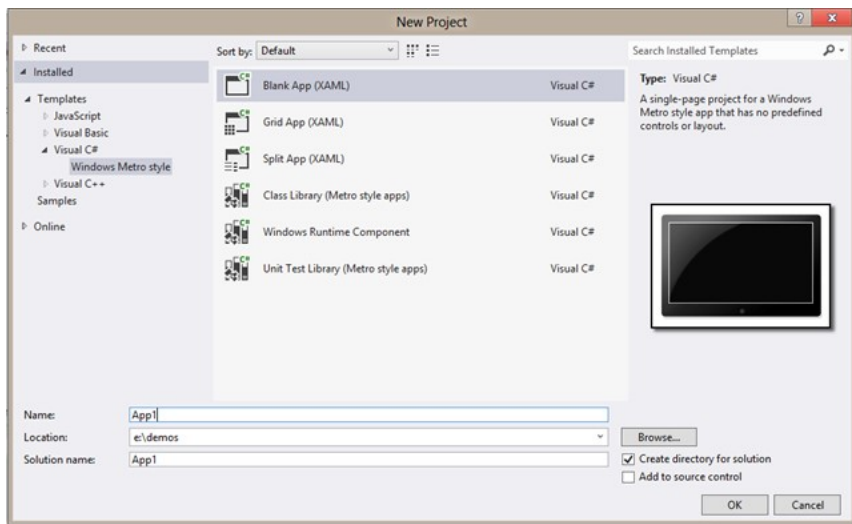 New Project
Recent
Installed
Templates
JavaScript
Visual Basic
Visual C#
Windows Metro style
Visual C++
Samples
Online
Sort by: Default
Blank App (XAML) Visual C#
Grid App (XAML) Visual C#
Split App (XAML) Visual C#
Class Library (Metro style apps) Visual C#
Windows Runtime Component Visual C#
Unit Test Library (Metro style apps) Visual C#
Search Installed Templates
Type: Visual C#
A single-page project for a Windows
Metro style app that has no predefined
controls or layout.
Name: App1
Location: e:\demos
Browse...
Solution name: App1
Create directory for solution
Add to source control
OK Cancel